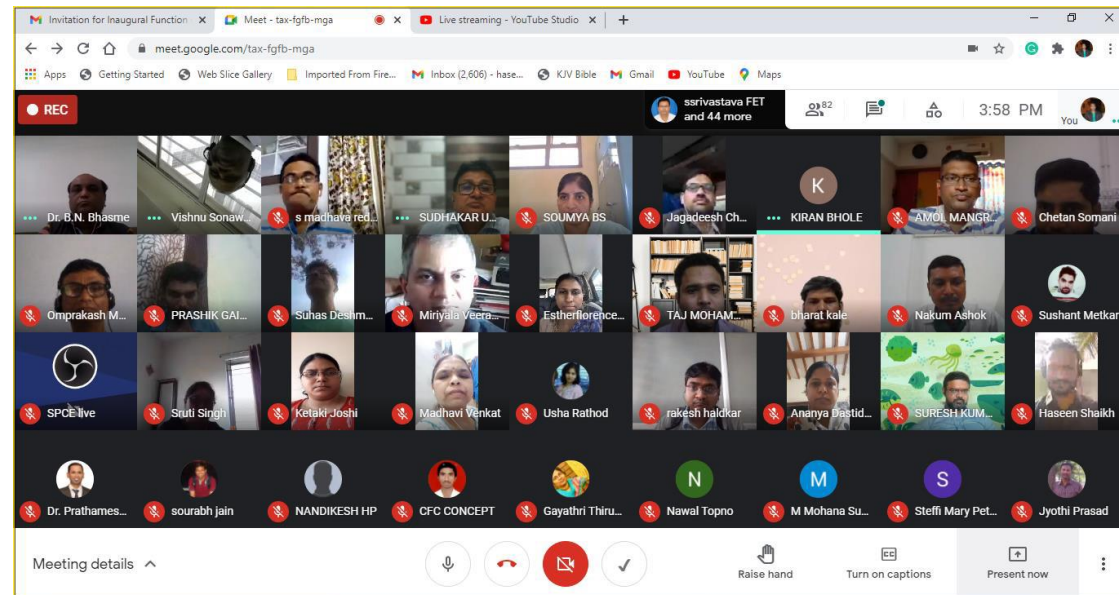 Invitation for Inaugural Function
Meet - tax-fgfb-mga
Live streaming - YouTube Studio
meet.google.com/tax-fgfb-mga
Apps Getting Started Web Slice Gallery Imported From Fire... Inbox (2,606) - hase... KJV Bible Gmail YouTube Maps
REC
ssrivastava FET
and 44 more
82
3:58 PM
You
Dr. B.N. Bhasme Vishnu Sonaw... s madhava red... SUDHAKAR U... SOUMYA BS Jagadeesh Ch... K KIRAN BHOLE AMOL MANGR... Chetan Somani
Omprakash M... PRASHIK GAI... Suhas Deshm... Miriyala Veera... Estherflorence... TAJ MOHAM... bharat kale Nakum Ashok Sushant Metkar
SPCE live Sruti Singh Ketaki Joshi Madhavi Venkat Usha Rathod rakesh haldkar Ananya Dastid... SURESH KUM... Haseen Shaikh
N M S
Dr. Prathames... sourabh jain NANDIKESH HP CFC CONCEPT Gayathri Thiru... Nawal Topno M Mohana Su... Steffi Mary Pet... Jyothi Prasad
Meeting details Raise hand Turn on captions Present now